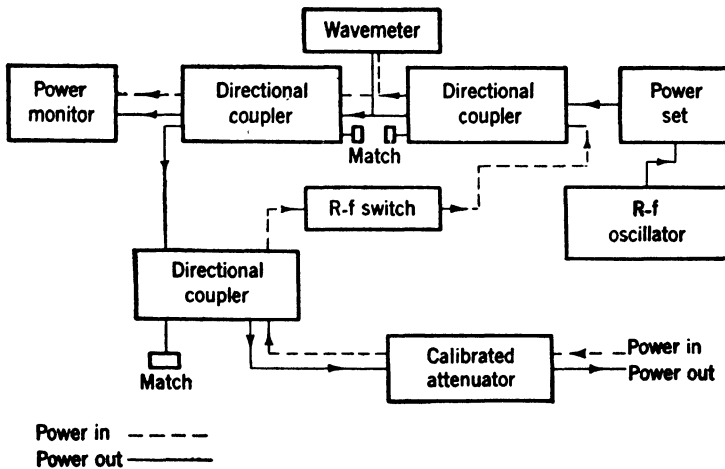 Wavemeter
Power
monitor
Directional
coupler
Directional
coupler
Power
set
Match
R-f switch
R-f
oscillator
Directional
coupler
Match
Calibrated
attenuator
Power in
Power out
Power in
Power out